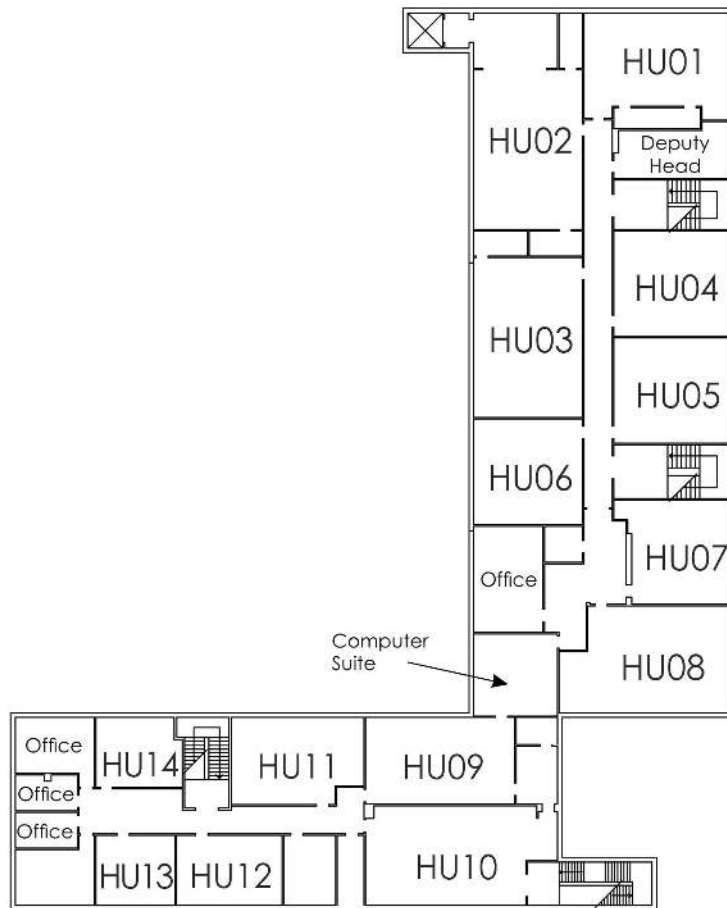 HU01
HU02
Deputy
Head
HU04
HU03
HU05
HU06
HU07
Office
Computer
Suite
HU08
Office
HU14
HU11
HU09
Office
Office
HU13
HU12
HU10